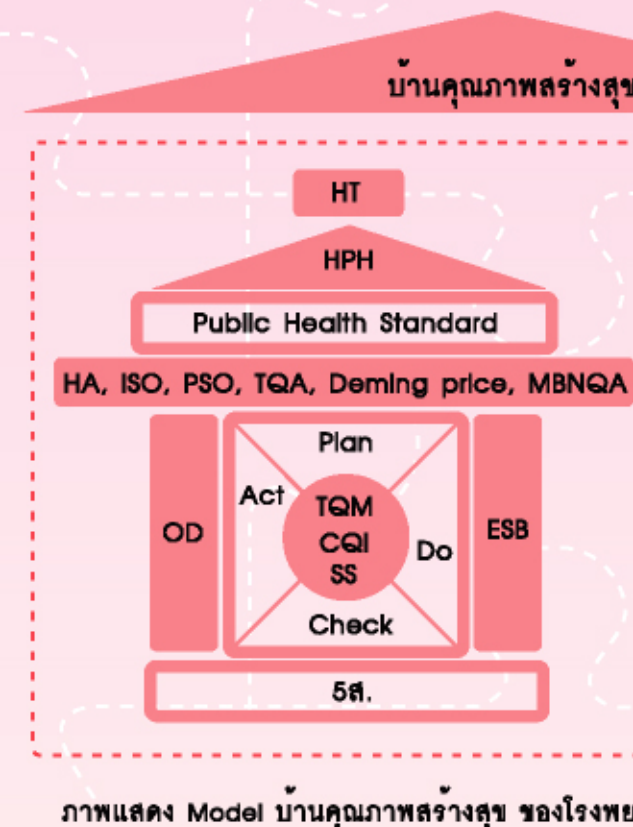 บ้านคุณภาพสร้างสุข
HT
HPH
Public Health Standard
HA, ISO, PSO, TQA, Deming price, MBNQA
Plan
Act
TQM
CQI
SS
Do
Check
OD
ESB
5ส.
ภาพแสดง Model บ้านคุณภาพสร้างสุข ของโรงพย